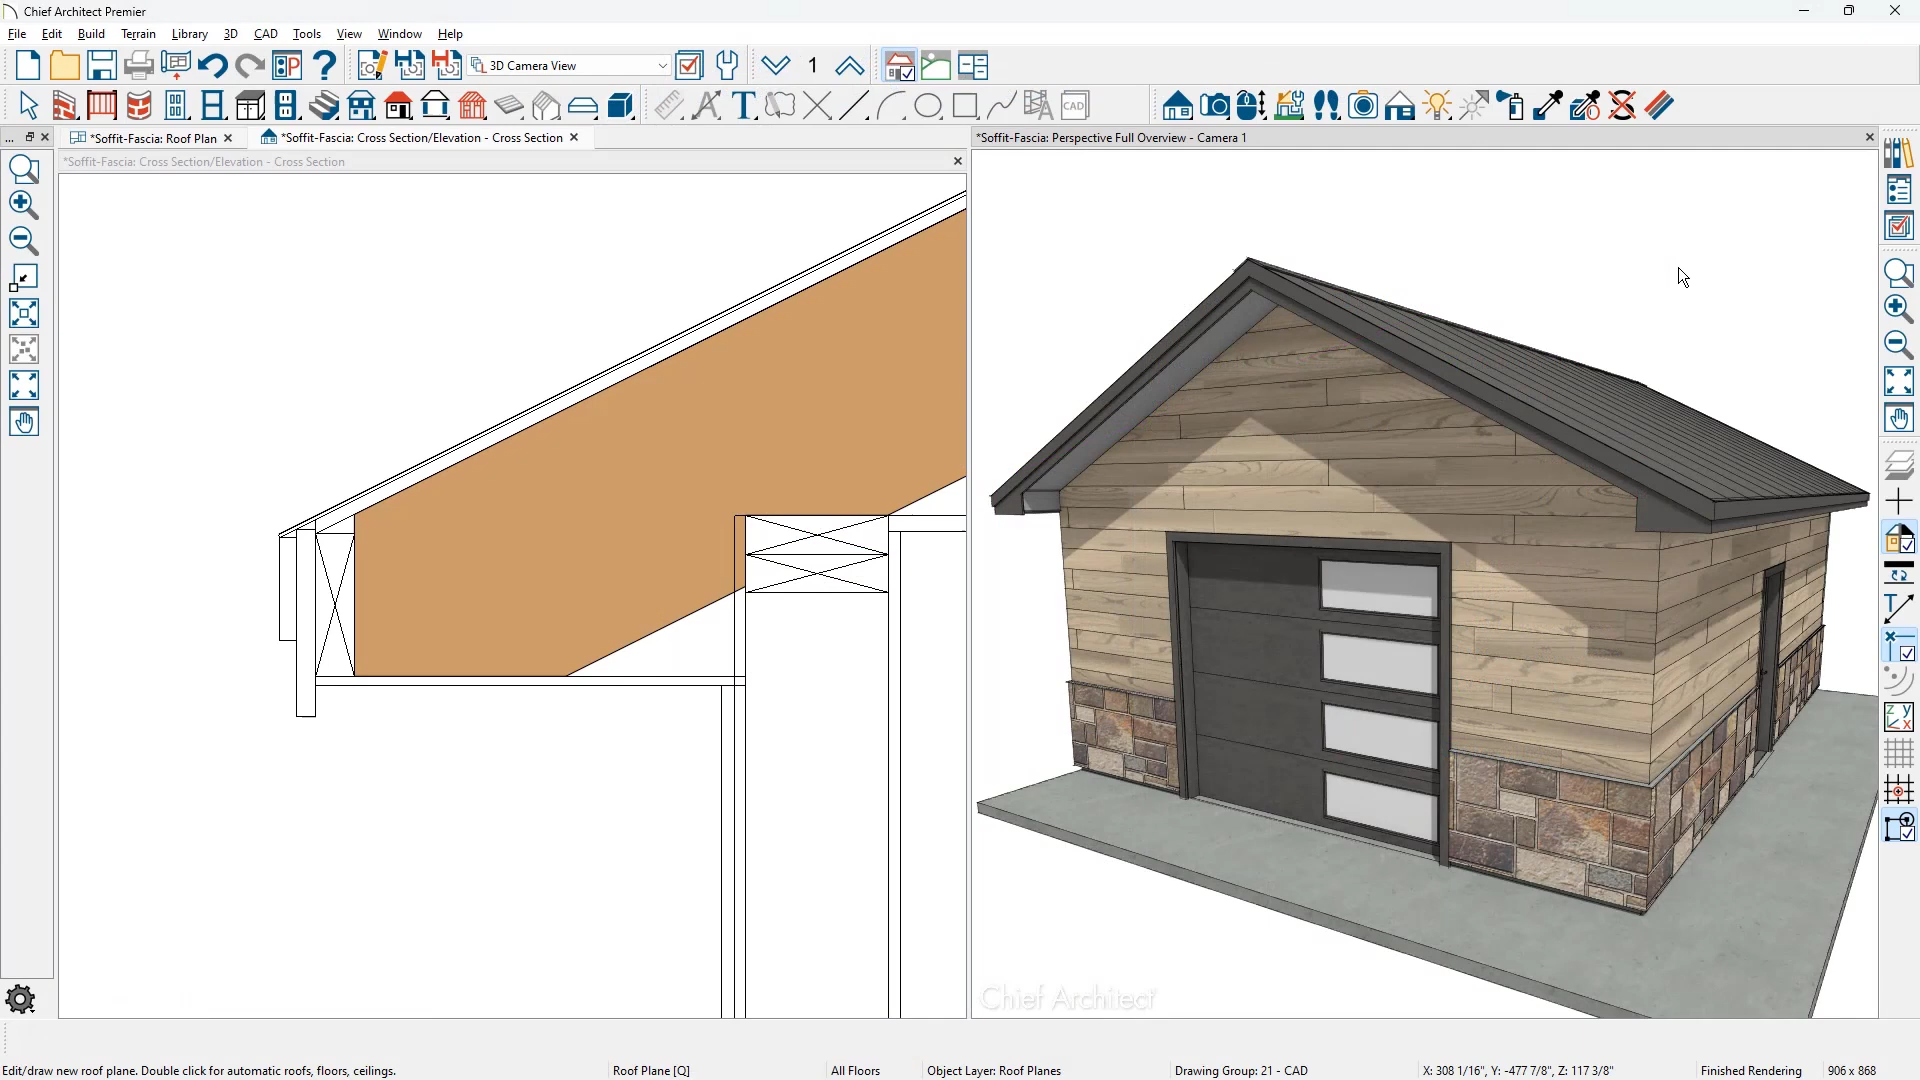 Chief Architect Premier
File Edit Build Terrain Library 3D CAD Tools View Window Help
3D Camera View
1
CAD
... *Soffit-Fascia: Roof Plan *Soffit-Fascia: Cross Section/Elevation - Cross Section *Soffit-Fascia: Perspective Full Overview - Camera 1
*Soffit-Fascia: Cross Section/Elevation - Cross Section
Chief Architect
Edit/draw new roof plane. Double click for automatic roofs, floors, ceilings. Roof Plane [Q] All Floors Object Layer: Roof Planes Drawing Group: 21 - CAD X: 308 1/16", Y: -477 7/8", Z: 117 3/8" Finished Rendering 906 x 868